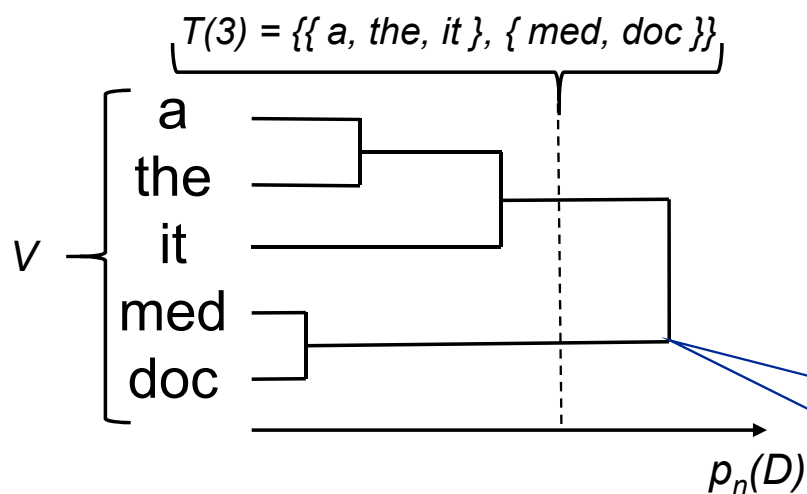 T(3) = {{ a, the, it }, { med, doc }}
a
the
it
med
doc
V
pn(D)